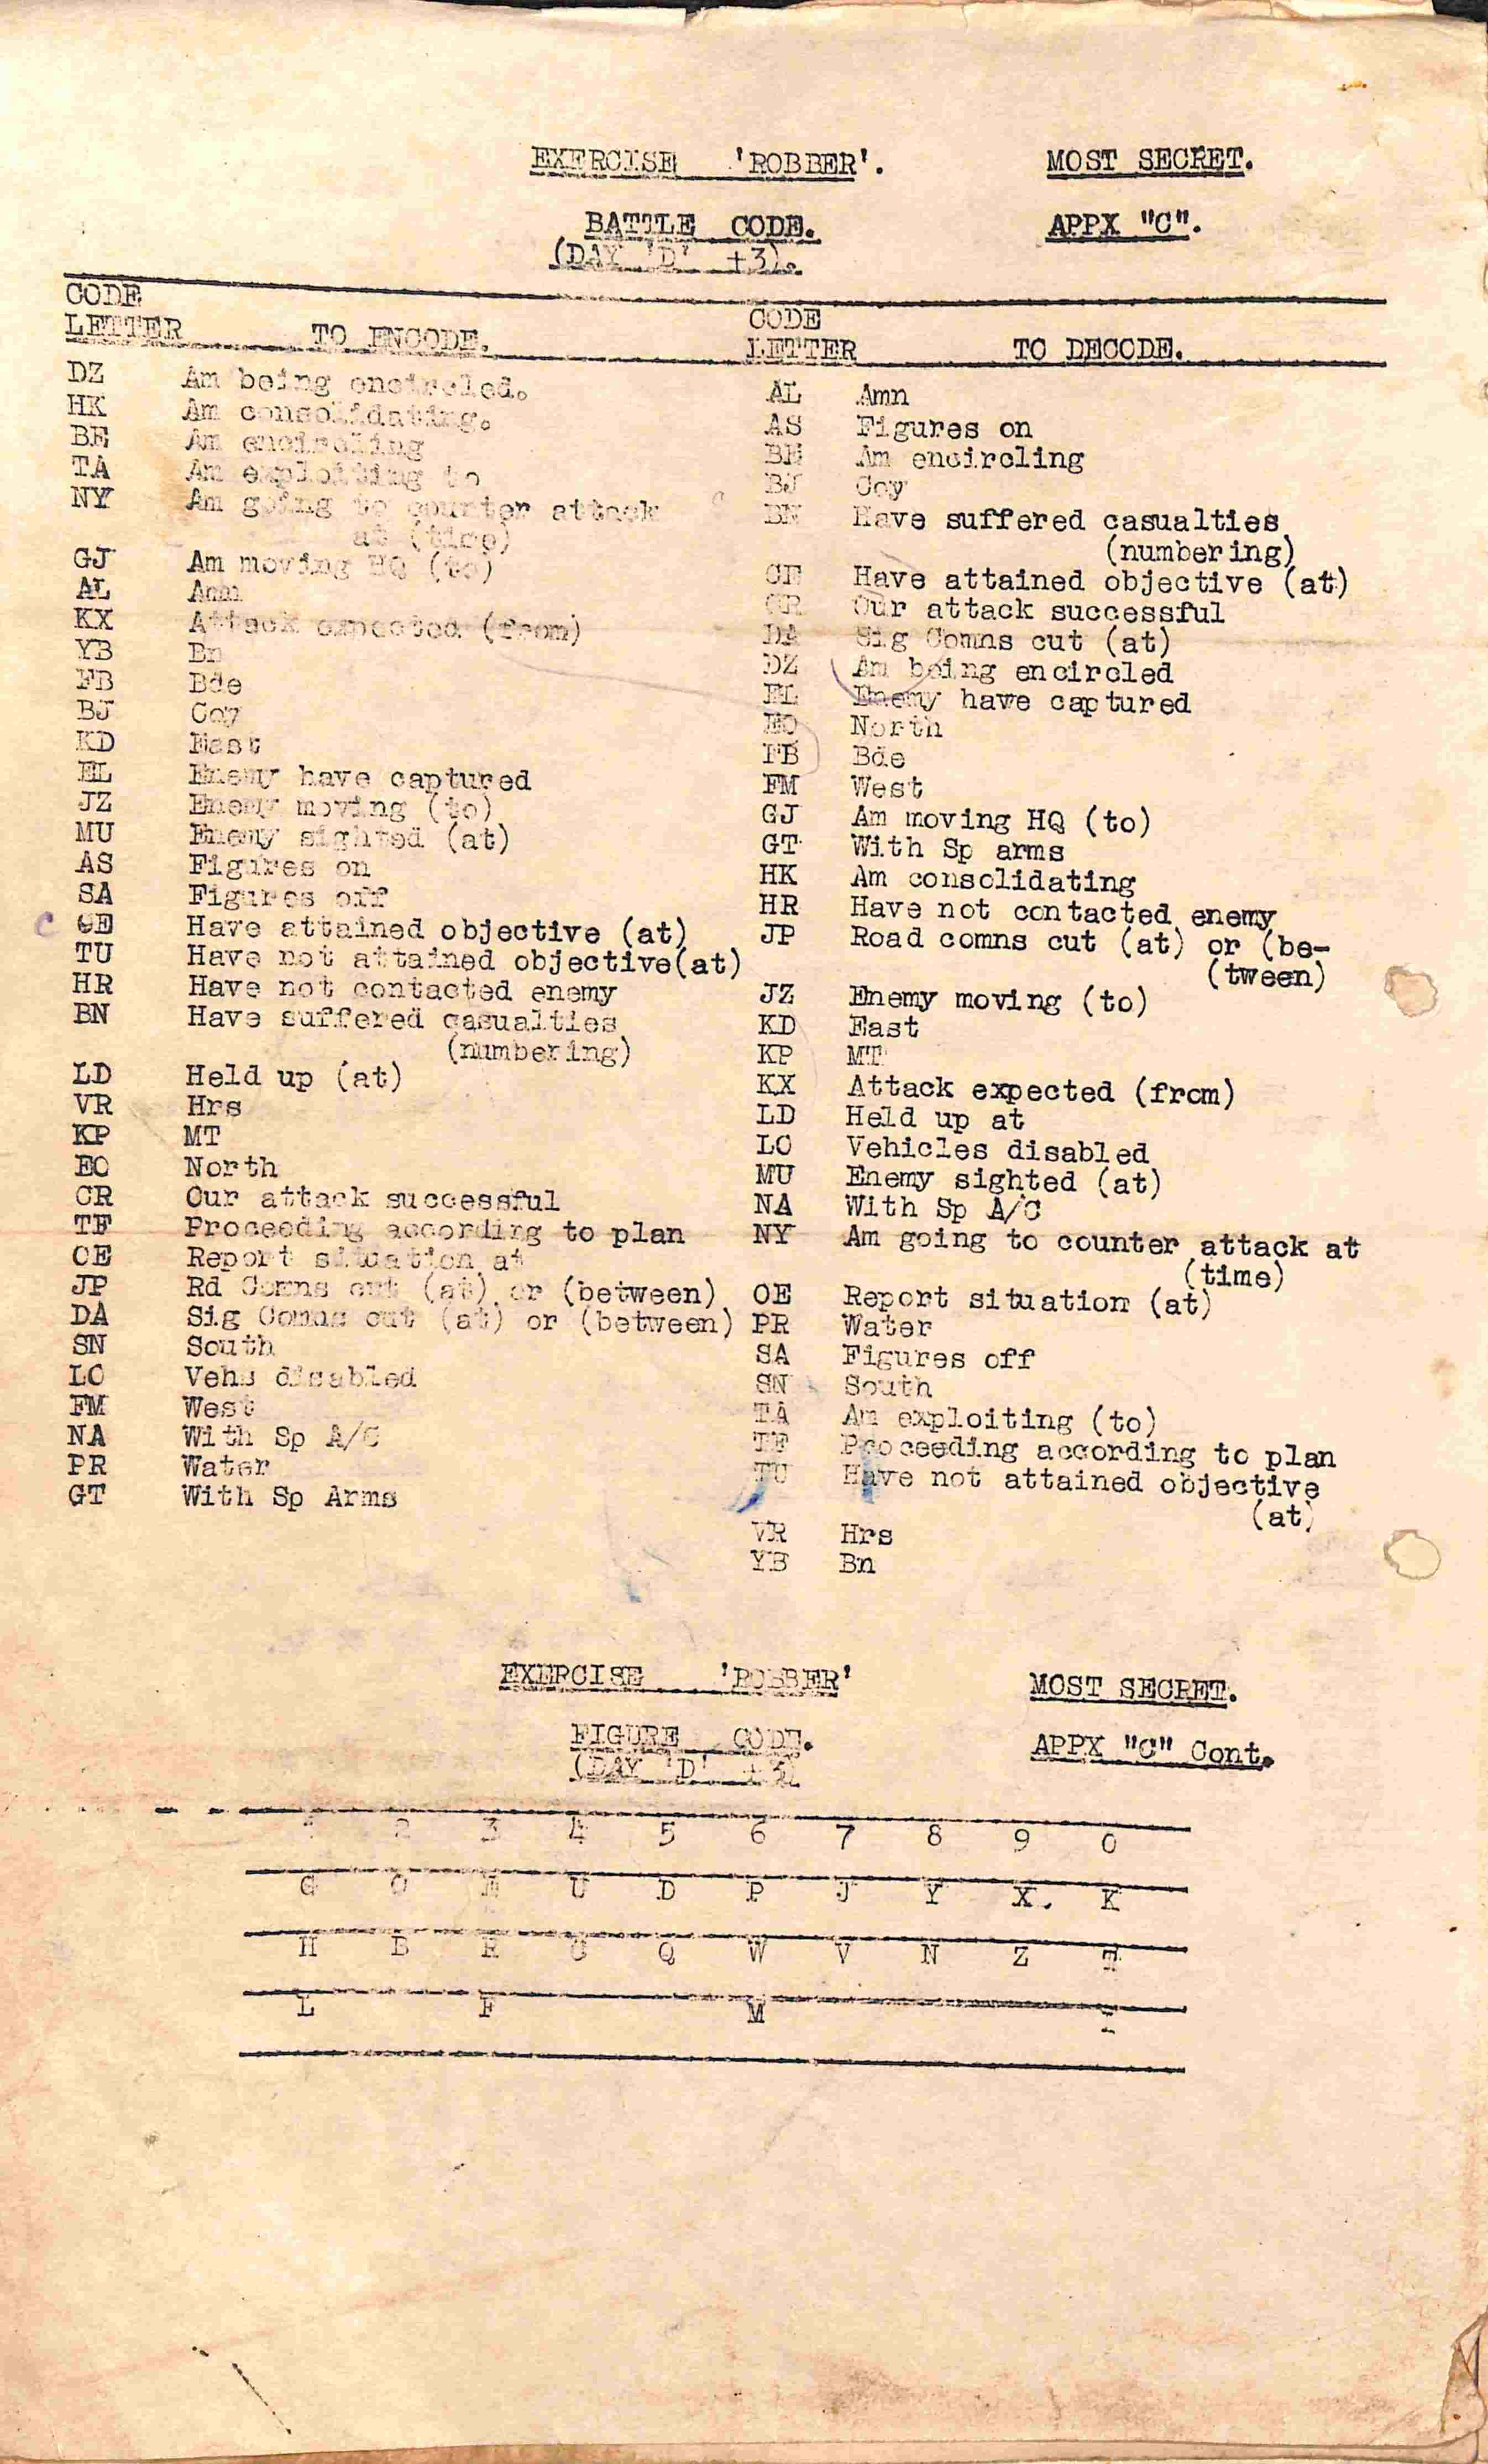 EXERCISE 'ROBBER'. MOST SECRET.
BATTLE CODE. APPX "C".
(DAY 'D' +3).
CODE
LETTER TO ENCODE.
DZ Am being encircled.
HK Am consolidating.
BE Am encircling
TA Am exploiting to
NY Am going to counter attack
at (time)
GJ Am moving HQ (to)
AL Amn
KX Attack expected (from)
YB Bn
FB Bde
BJ Coy
KD East
EL Enemy have captured
JZ Enemy moving (to)
MU Enemy sighted (at)
AS Figures on
SA Figures off
C CE Have attained objective (at)
TU Have not attained objective(at)
HR Have not contacted enemy
BN Have suffered casualties
(numbering)
LD Held up (at)
VR Hrs
KP MT
EO North
CR Our attack successful
TF Proceeding according to plan
OE Report situation at
JP Rd Comns cut (at) or (between)
DA Sig Comns cut (at) or (between)
SN South
LO Vehs disabled
FM West
NA With Sp A/C
PR Water
GT With Sp Arms
CODE
LETTER TO DECODE.
AL Amn
AS Figures on
BE Am encircling
BJ Coy
BN Have suffered casualties
(numbering)
CE Have attained objective (at)
CR Our attack successful
DA Sig Comns cut (at)
DZ Am being encircled
EL Enemy have captured
EO North
FB Bde
FM West
GJ Am moving HQ (to)
GT With Sp arms
HK Am consolidating
HR Have not contacted enemy
JP Road comns cut (at) or (be-
(tween)
JZ Enemy moving (to)
KD East
KP MT
KX Attack expected (from)
LD Held up at
LO Vehicles disabled
MU Enemy sighted (at)
NA With Sp A/C
NY Am going to counter attack at
(time)
OE Report situation (at)
PR Water
SA Figures off
SN South
TA Am exploiting (to)
TF Proceeding according to plan
TU Have not attained objective
(at)
VR Hrs
YB Bn
EXERCISE 'ROBBER' MOST SECRET.
FIGURE CODE. APPX "C" Cont.
(DAY 'D' +3)
1 2 3 4 5 6 7 8 9 0
G O U D P J Y X. K
H B R Q W V N Z T
L F M